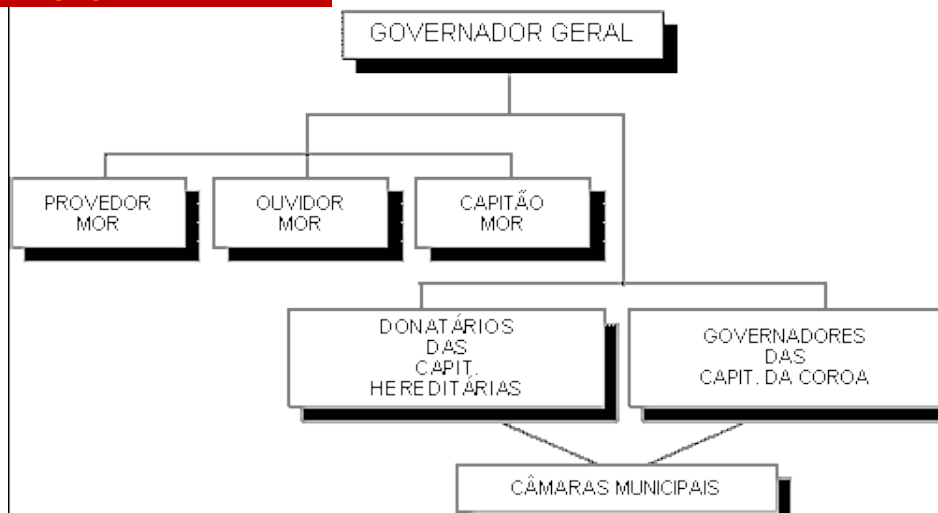 GOVERNADOR GERAL
PROVEDOR
MOR
OUVIDOR
MOR
CAPITÃO
MOR
DONATÁRIOS
DAS
CAPIT.
HEREDITÁRIAS
GOVERNADORES
DAS
CAPIT. DA COROA
CÂMARAS MUNICIPAIS